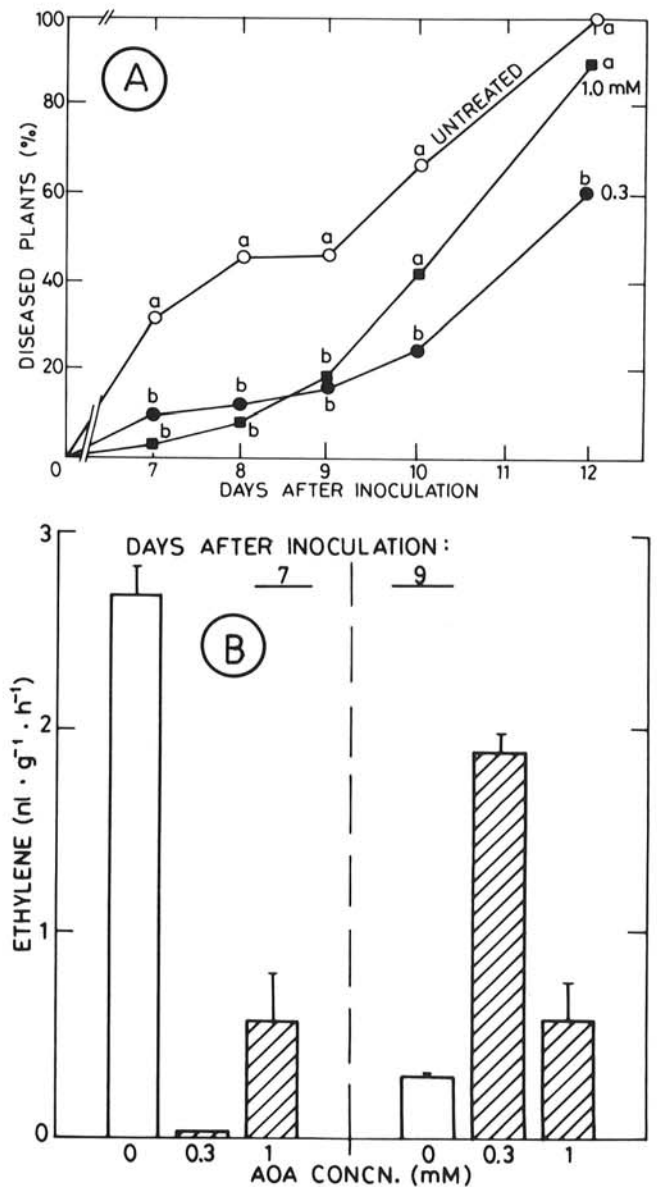 100
80
60
40
20
0
DISEASED PLANTS (%)
A
UNTREATED
1.0 mM
0.3
a
a
a
a
a
a
a
b
b
b
b
b
b
b
b
7
8
9
10
11
12
DAYS AFTER INOCULATION
3
2
1
0
ETHYLENE (nl · g⁻¹ · h⁻¹)
DAYS AFTER INOCULATION:
7
9
B
0
0.3
1
0
0.3
1
AOA CONCN. (mM)